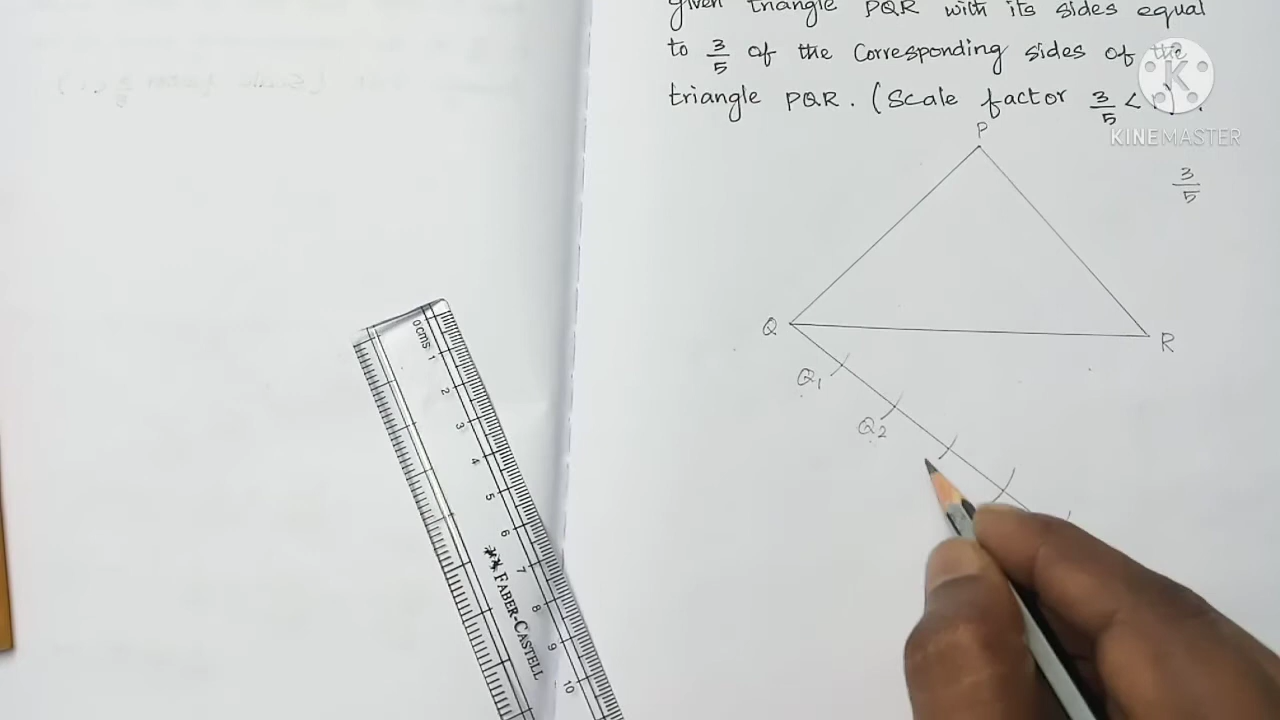 given triangle PQR with its sides equal
to 3/5 of the corresponding sides of the
triangle PQR. (Scale factor 3/5 <
KINEMASTER
P
3/5
Q
R
Q1
Q2
0cms 1 2 3 4 5 6 7 8 9 10
FABER-CASTELL